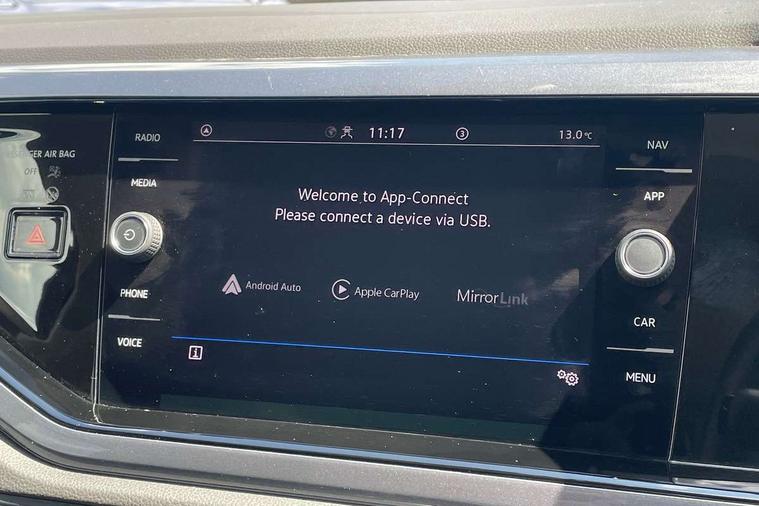 RADIO
MEDIA
PHONE
VOICE
AIR BAG
OFF
11:17
3
13.0°C
Welcome to App-Connect
Please connect a device via USB.
Android Auto
Apple CarPlay
MirrorLink
i
NAV
APP
CAR
MENU